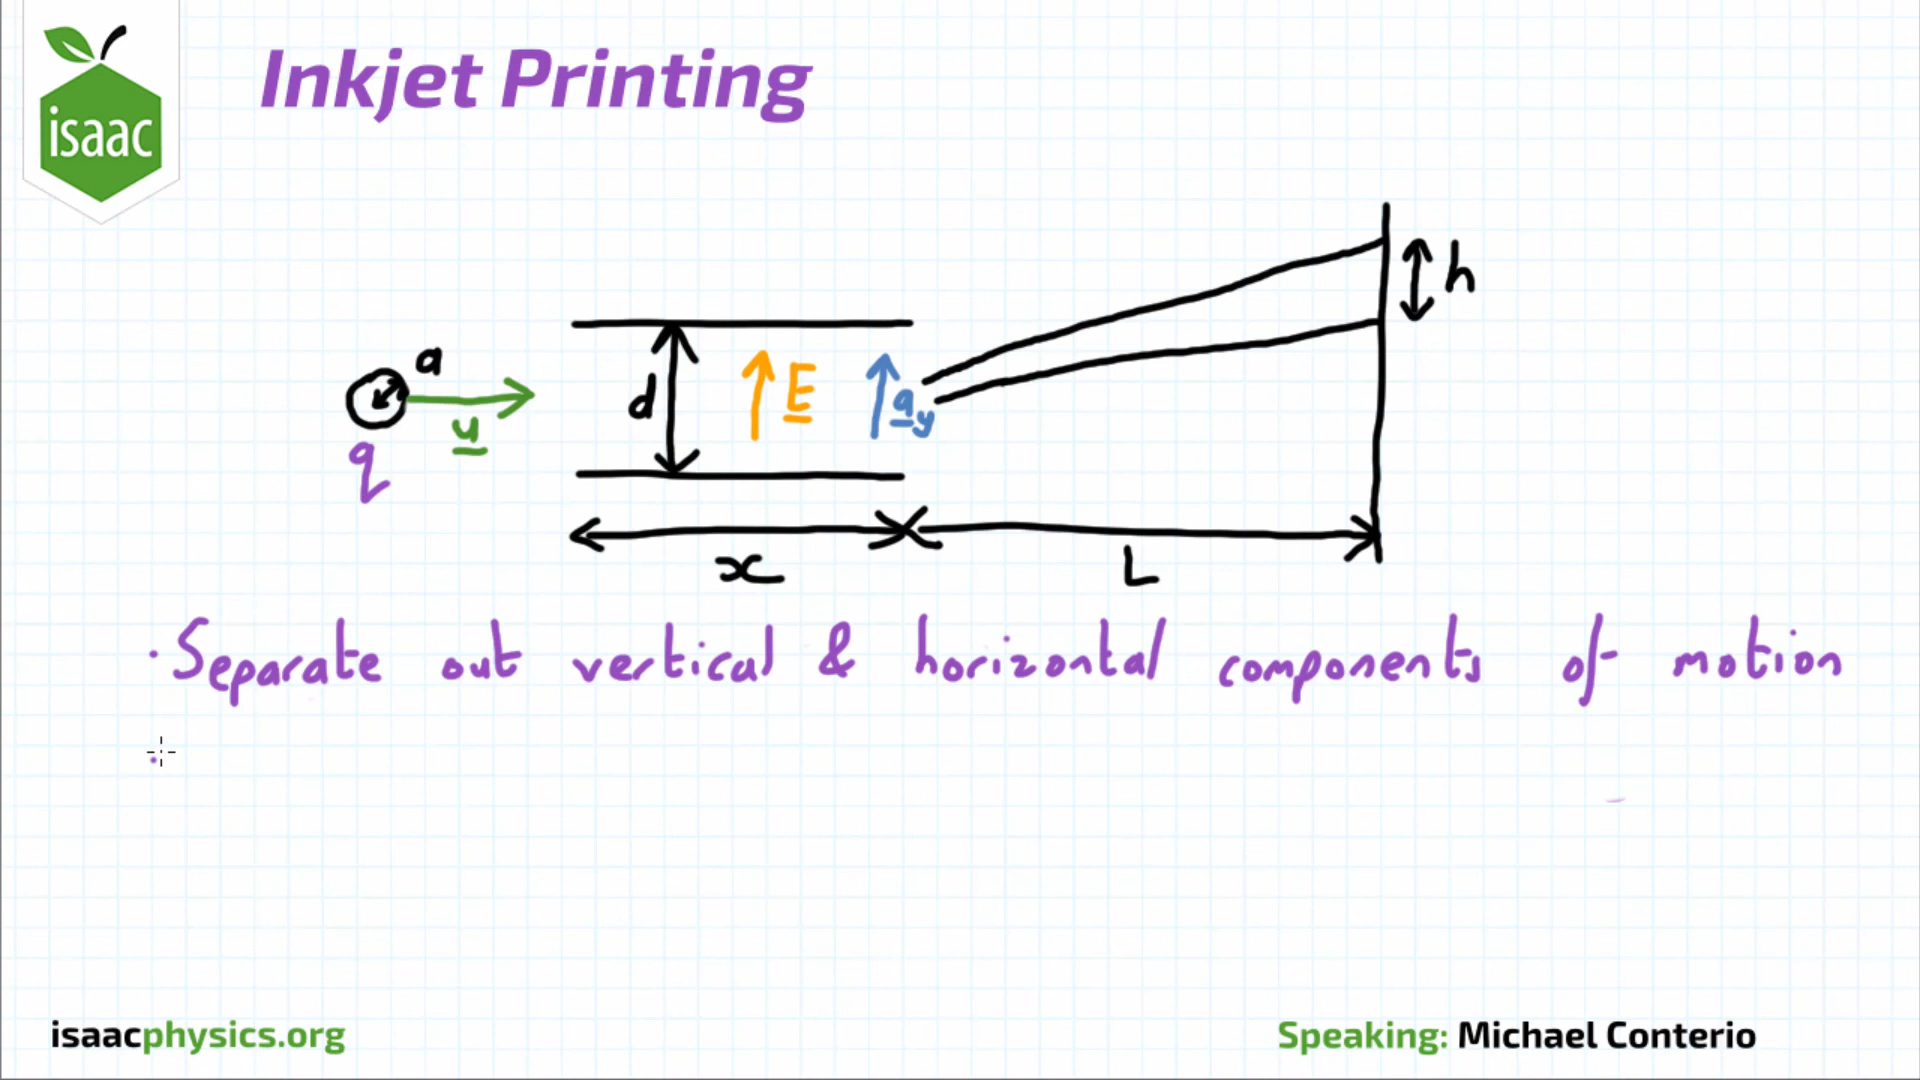 isaac
Inkjet Printing
h
a
d
E
a_y
u
q
x
L
· Separate out vertical & horizontal components of motion
·
isaacphysics.org
Speaking: Michael Conterio